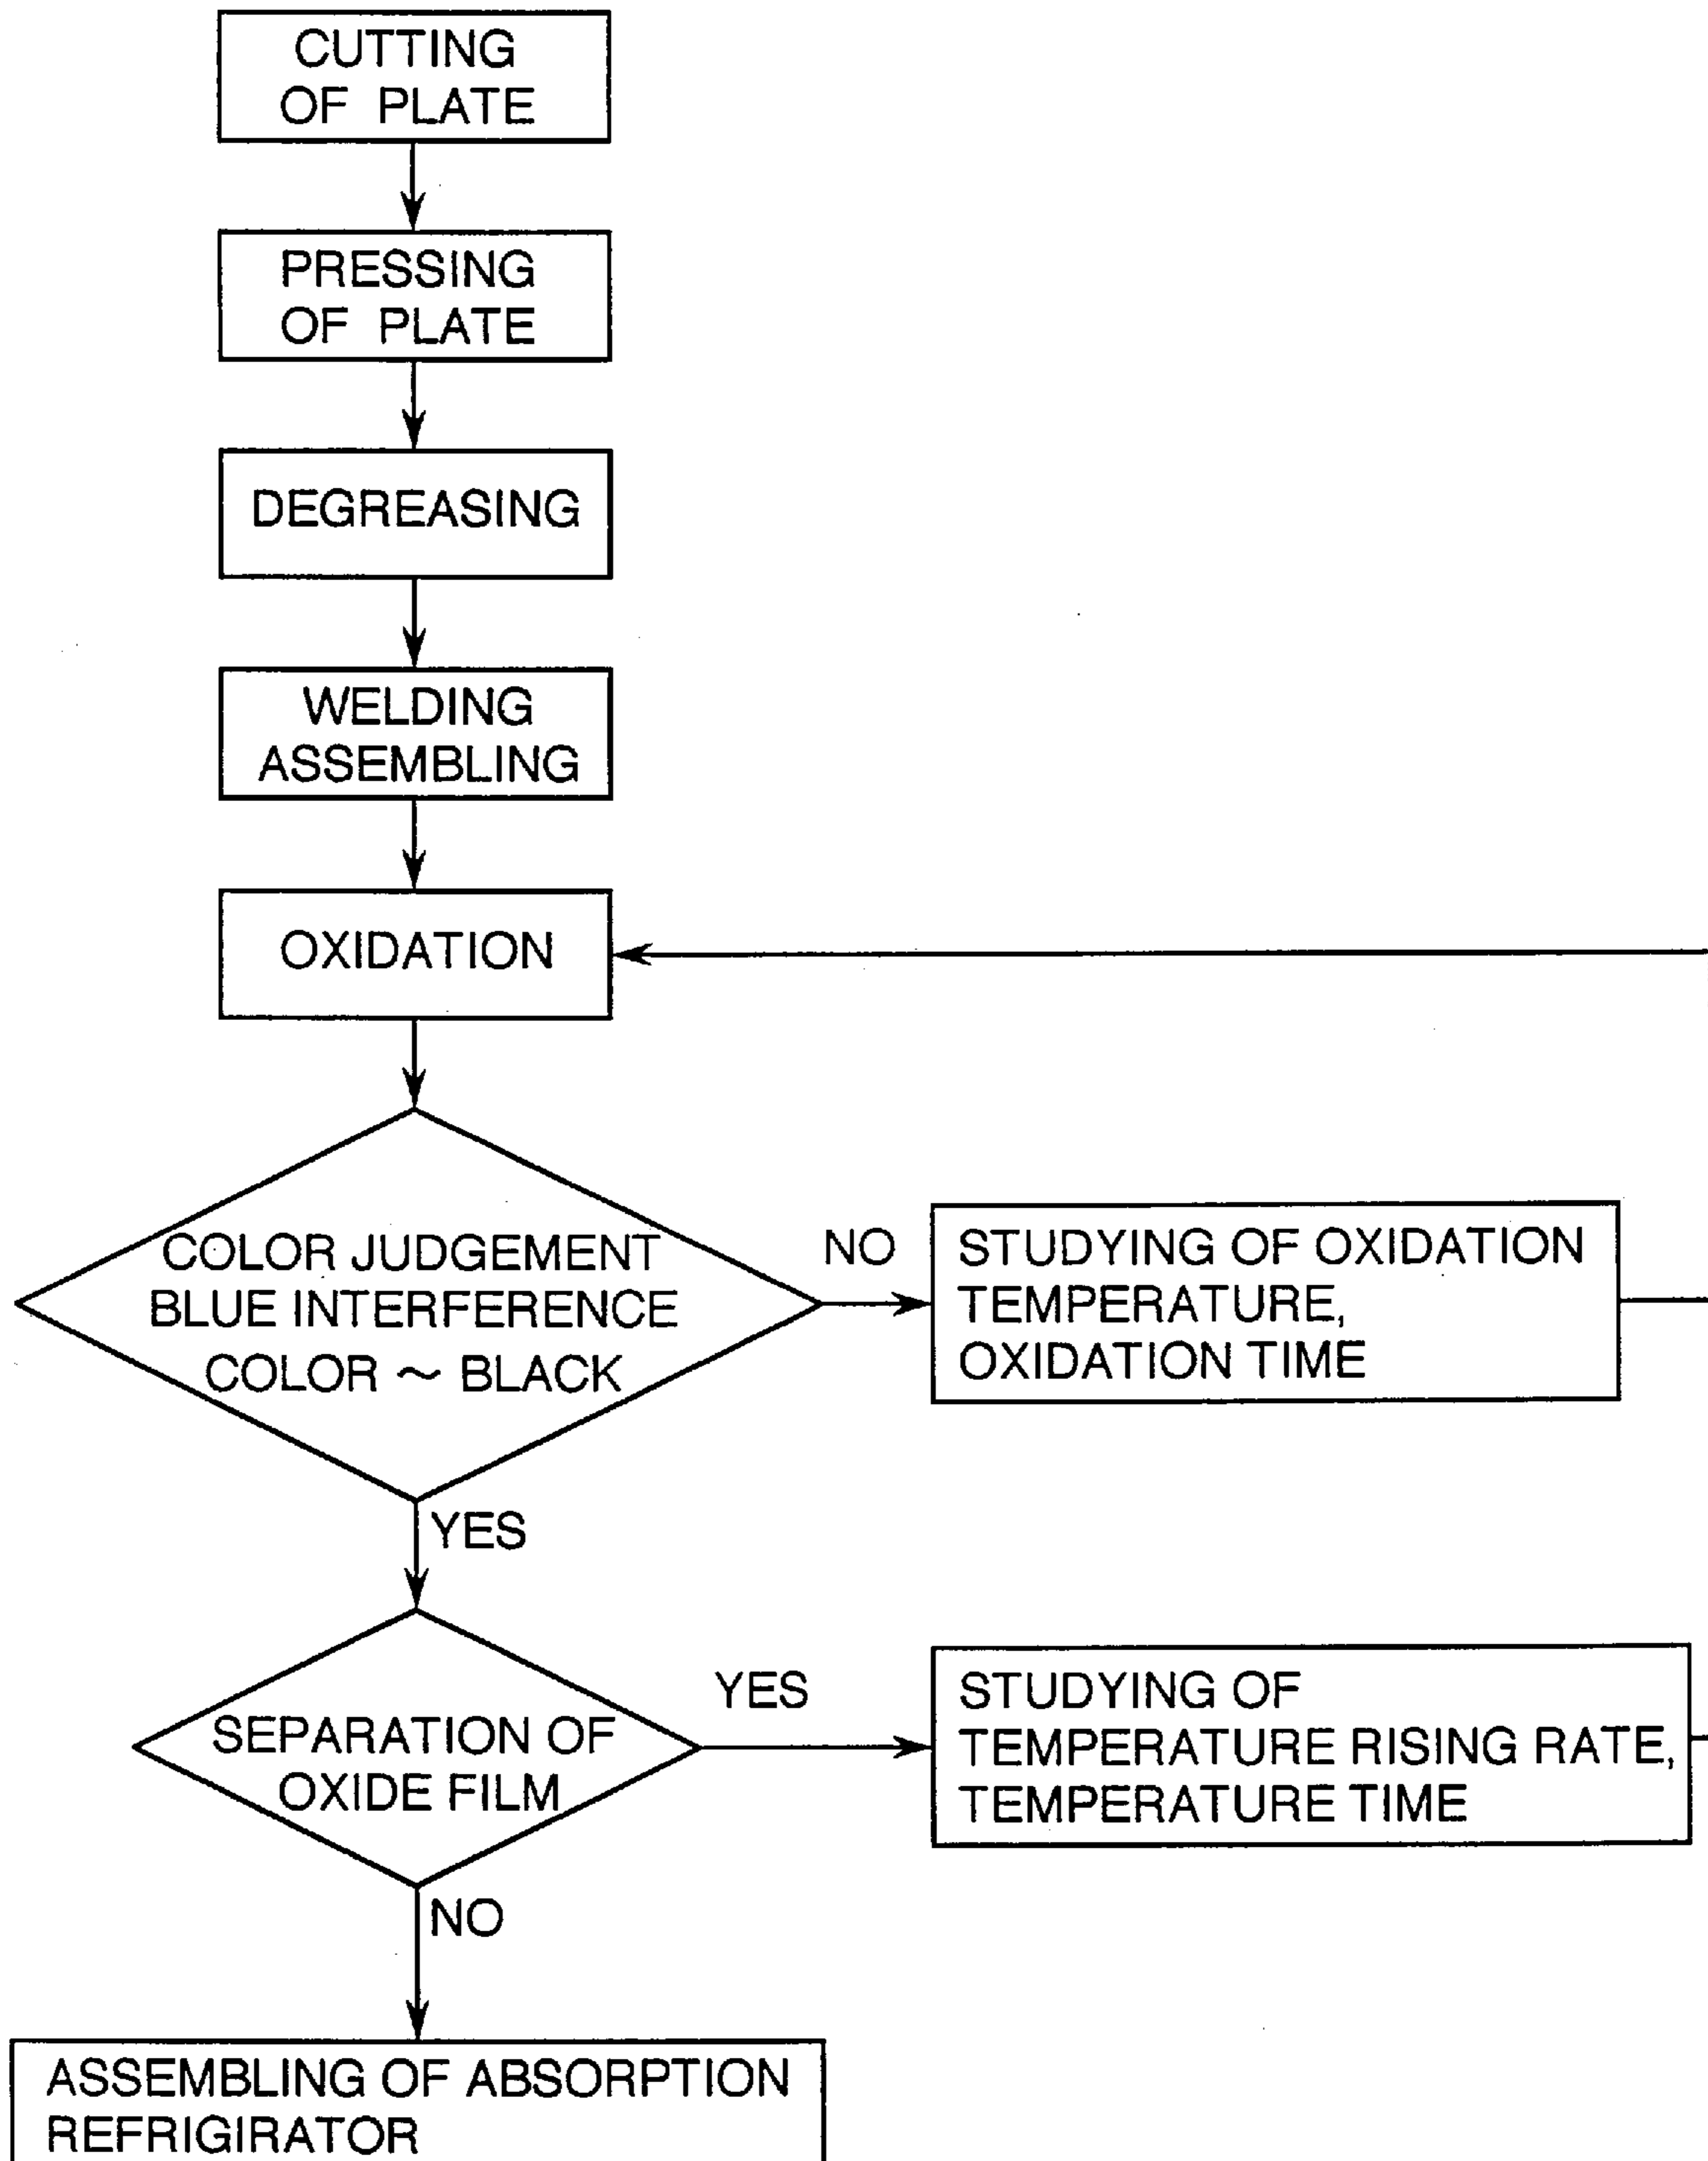 CUTTING
OF PLATE
PRESSING
OF PLATE
DEGREASING
WELDING
ASSEMBLING
OXIDATION
COLOR JUDGEMENT
BLUE INTERFERENCE
COLOR ~ BLACK
NO
STUDYING OF OXIDATION
TEMPERATURE,
OXIDATION TIME
YES
SEPARATION OF
OXIDE FILM
YES
STUDYING OF
TEMPERATURE RISING RATE,
TEMPERATURE TIME
NO
ASSEMBLING OF ABSORPTION
REFRIGIRATOR